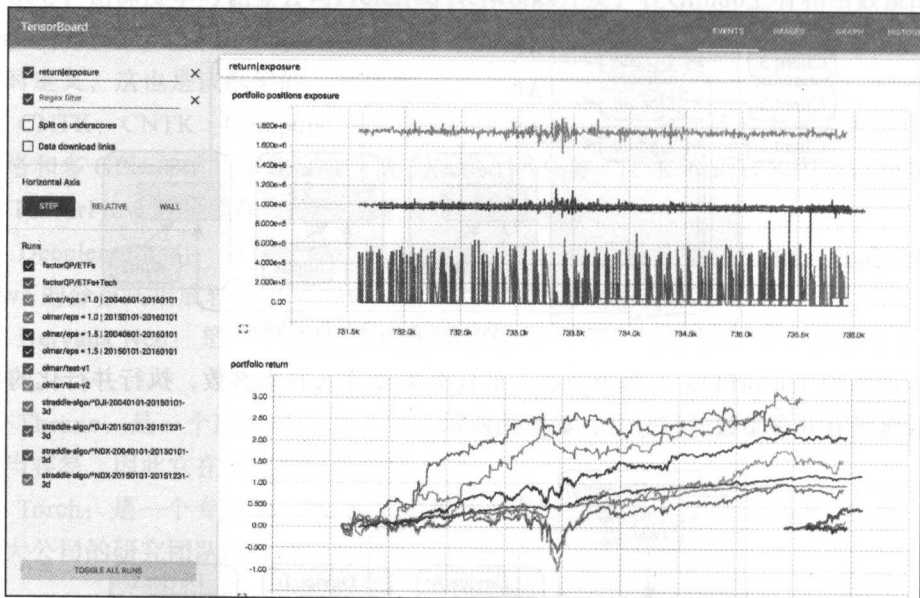 TensorBoard
EVENTS IMAGES GRAPH
return|exposure
Regex filter
Split on underscores
Data download links
Horizontal Axis
STEP RELATIVE WALL
Runs
factorQP/ETFs
factorQP/ETFs+Tech
olmar/eps = 1.0 | 20040601-20160101
olmar/eps = 1.0 | 20150101-20160101
olmar/eps = 1.5 | 20040601-20160101
olmar/eps = 1.5 | 20150101-20160101
olmar/test-v1
olmar/test-v2
straddle-algo/^DJI-20040101-20150101-
3d
straddle-algo/^DJI-20150101-20151231-
3d
straddle-algo/^NDX-20040101-20150101-
3d
straddle-algo/^NDX-20150101-20151231-
3d
TOGGLE ALL RUNS
return|exposure
portfolio positions exposure
1.800e+6
1.600e+6
1.400e+6
1.200e+6
1.000e+6
8.000e+5
6.000e+5
4.000e+5
2.000e+5
0.00
731.5k 732.0k 732.5k 733.0k 733.5k 734.0k 734.5k 735.0k 735.5k 736.0k
portfolio return
3.00
2.50
2.00
1.50
1.00
0.500
0.00
-0.500
-1.00